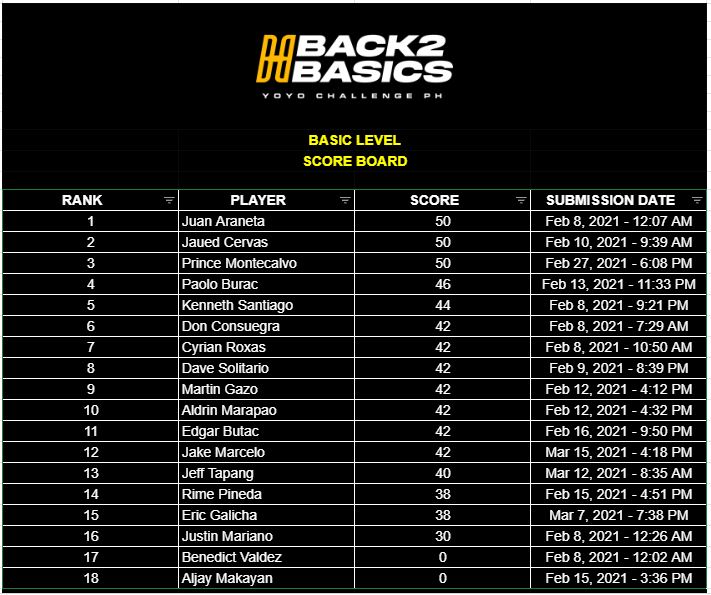 BACK2
BASICS
YOYO CHALLENGE PH
BASIC LEVEL
SCORE BOARD
RANK PLAYER SCORE SUBMISSION DATE
1 Juan Araneta 50 Feb 8, 2021 - 12:07 AM
2 Jaued Cervas 50 Feb 10, 2021 - 9:39 AM
3 Prince Montecalvo 50 Feb 27, 2021 - 6:08 PM
4 Paolo Burac 46 Feb 13, 2021 - 11:33 PM
5 Kenneth Santiago 44 Feb 8, 2021 - 9:21 PM
6 Don Consuegra 42 Feb 8, 2021 - 7:29 AM
7 Cyrian Roxas 42 Feb 8, 2021 - 10:50 AM
8 Dave Solitario 42 Feb 9, 2021 - 8:39 PM
9 Martin Gazo 42 Feb 12, 2021 - 4:12 PM
10 Aldrin Marapao 42 Feb 12, 2021 - 4:32 PM
11 Edgar Butac 42 Feb 16, 2021 - 9:50 PM
12 Jake Marcelo 42 Mar 15, 2021 - 4:18 PM
13 Jeff Tapang 40 Mar 12, 2021 - 8:35 AM
14 Rime Pineda 38 Feb 15, 2021 - 4:51 PM
15 Eric Galicha 38 Mar 7, 2021 - 7:38 PM
16 Justin Mariano 30 Feb 8, 2021 - 12:26 AM
17 Benedict Valdez 0 Feb 8, 2021 - 12:02 AM
18 Aljay Makayan 0 Feb 15, 2021 - 3:36 PM